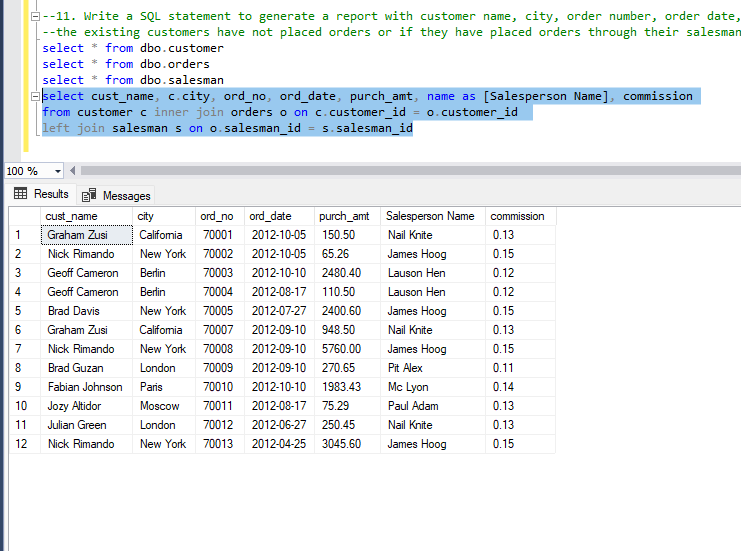 --11. Write a SQL statement to generate a report with customer name, city, order number, order date,
--the existing customers have not placed orders or if they have placed orders through their salesman
select * from dbo.customer
select * from dbo.orders
select * from dbo.salesman
select cust_name, c.city, ord_no, ord_date, purch_amt, name as [Salesperson Name], commission
from customer c inner join orders o on c.customer_id = o.customer_id
left join salesman s on o.salesman_id = s.salesman_id
100 %
Results Messages
cust_name city ord_no ord_date purch_amt Salesperson Name commission
1 Graham Zusi California 70001 2012-10-05 150.50 Nail Knite 0.13
2 Nick Rimando New York 70002 2012-10-05 65.26 James Hoog 0.15
3 Geoff Cameron Berlin 70003 2012-10-10 2480.40 Lauson Hen 0.12
4 Geoff Cameron Berlin 70004 2012-08-17 110.50 Lauson Hen 0.12
5 Brad Davis New York 70005 2012-07-27 2400.60 James Hoog 0.15
6 Graham Zusi California 70007 2012-09-10 948.50 Nail Knite 0.13
7 Nick Rimando New York 70008 2012-09-10 5760.00 James Hoog 0.15
8 Brad Guzan London 70009 2012-09-10 270.65 Pit Alex 0.11
9 Fabian Johnson Paris 70010 2012-10-10 1983.43 Mc Lyon 0.14
10 Jozy Altidor Moscow 70011 2012-08-17 75.29 Paul Adam 0.13
11 Julian Green London 70012 2012-06-27 250.45 Nail Knite 0.13
12 Nick Rimando New York 70013 2012-04-25 3045.60 James Hoog 0.15